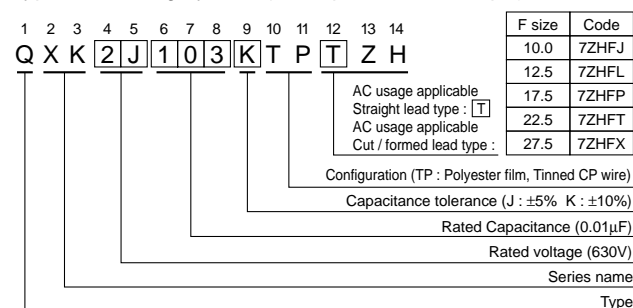 1 2 3 4 5 6 7 8 9 10 11 12 13 14
Q X K 2 J 1 0 3 K T P T Z H
F size Code
10.0 7ZHFJ
12.5 7ZHFL
17.5 7ZHFP
22.5 7ZHFT
27.5 7ZHFX
AC usage applicable
Straight lead type : T
AC usage applicable
Cut / formed lead type :
Configuration (TP : Polyester film, Tinned CP wire)
Capacitance tolerance (J : ±5% K : ±10%)
Rated Capacitance (0.01μF)
Rated voltage (630V)
Series name
Type